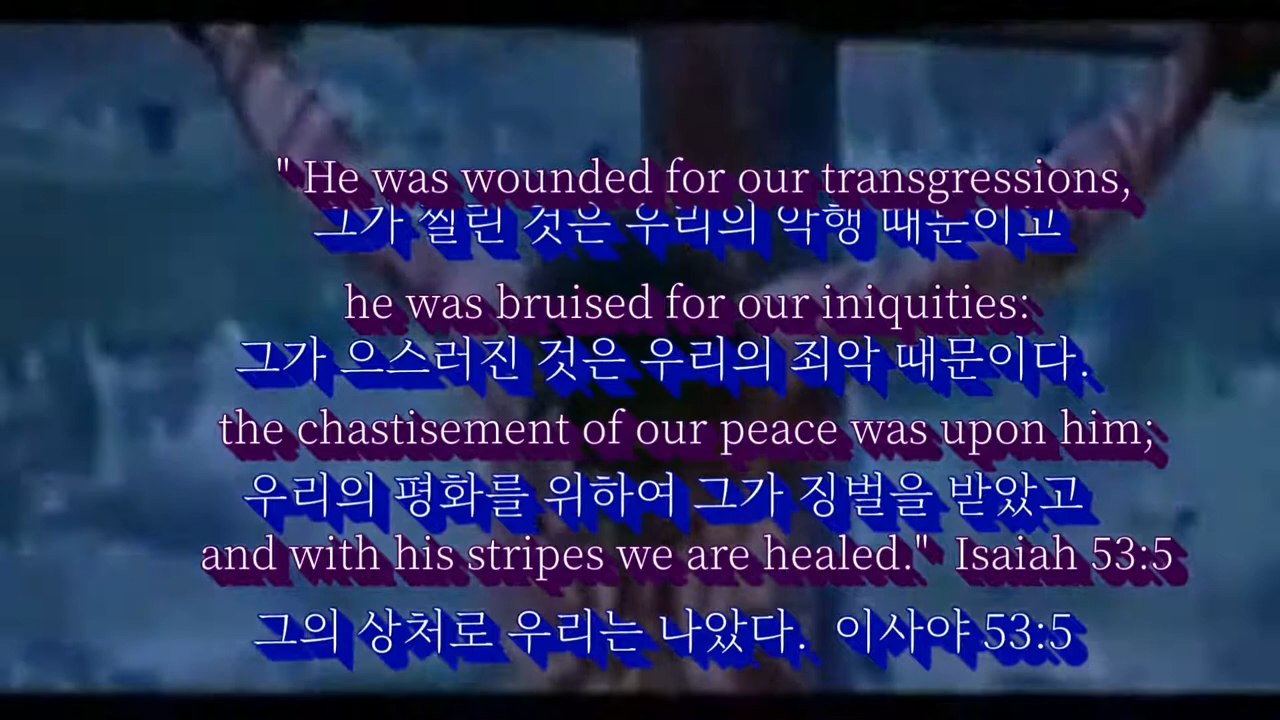 " He was wounded for our transgressions,
그가 찔린 것은 우리의 악행 때문이고
he was bruised for our iniquities:
그가 으스러진 것은 우리의 죄악 때문이다.
the chastisement of our peace was upon him;
우리의 평화를 위하여 그가 징벌을 받았고
and with his stripes we are healed." Isaiah 53:5
그의 상처로 우리는 나았다. 이사야 53:5